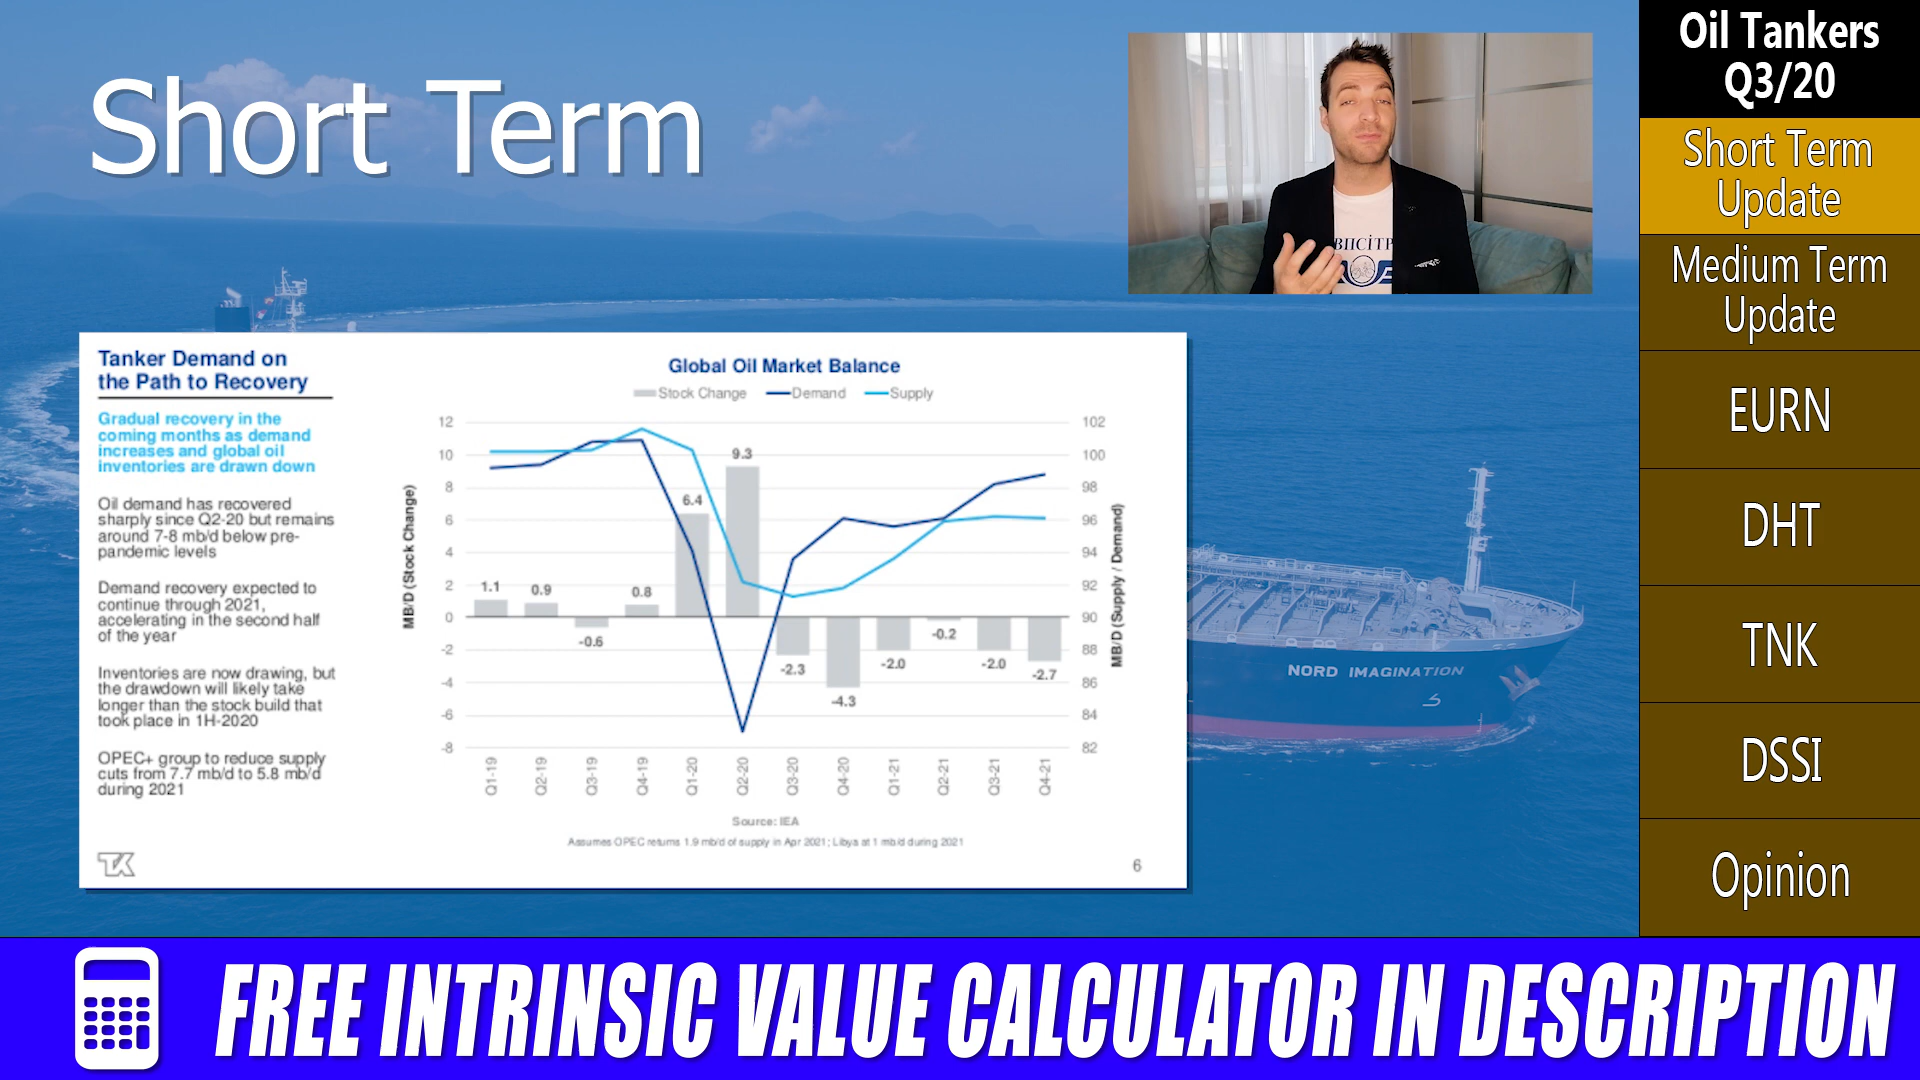 Short Term
Oil Tankers
Q3/20
Short Term
Update
Medium Term
Update
EURN
DHT
TNK
DSSI
Opinion
Tanker Demand on
the Path to Recovery
Gradual recovery in the
coming months as demand
increases and global oil
inventories are drawn down
Oil demand has recovered
sharply since Q2-20 but remains
around 7-8 mb/d below pre-
pandemic levels
Demand recovery expected to
continue through 2021,
accelerating in the second half
of the year
Inventories are now drawing, but
the drawdown will likely take
longer than the stock build that
took place in 1H-2020
OPEC+ group to reduce supply
cuts from 7.7 mb/d to 5.8 mb/d
during 2021
TK
Global Oil Market Balance
Stock Change Demand Supply
MB/D (Stock Change)
12
10
8
6
4
2
0
-2
-4
-6
-8
1.1
0.9
-0.6
0.8
6.4
9.3
-2.3
-4.3
-2.0
-0.2
-2.0
-2.7
102
100
98
96
94
92
90
88
86
84
82
MB/D (Supply / Demand)
Q1-19
Q2-19
Q3-19
Q4-19
Q1-20
Q2-20
Q3-20
Q4-20
Q1-21
Q2-21
Q3-21
Q4-21
Source: IEA
Assumes OPEC returns 1.9 mb/d of supply in Apr 2021; Libya at 1 mb/d during 2021
6
NORD IMAGINATION
FREE INTRINSIC VALUE CALCULATOR IN DESCRIPTION